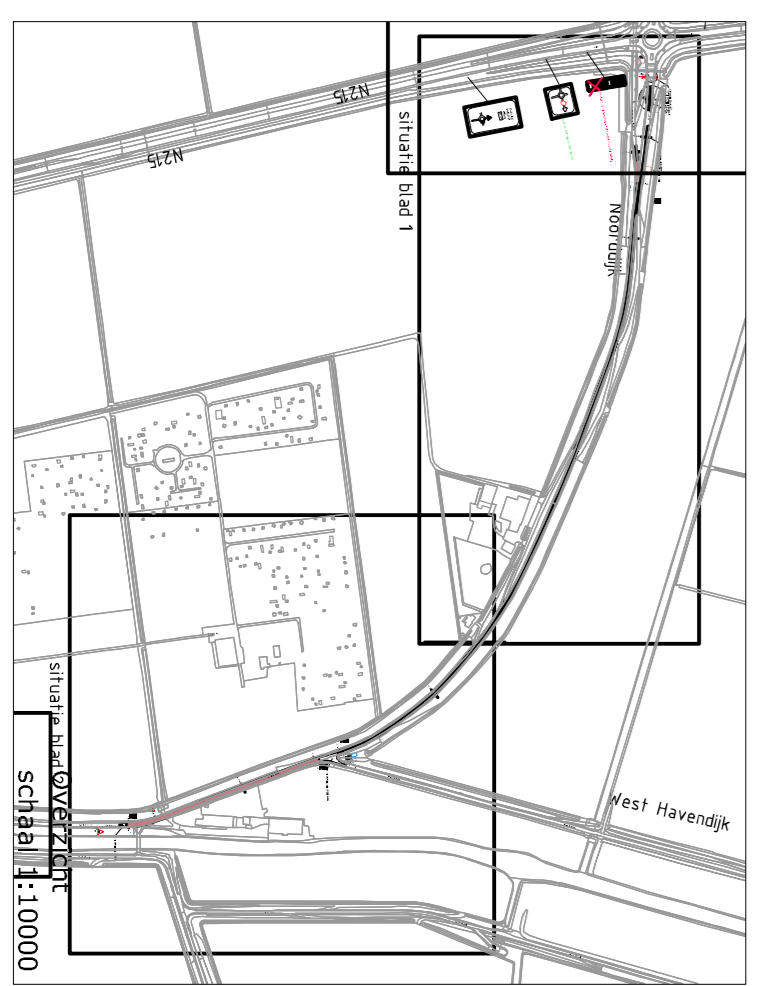 N215
N215
situatie blad 1
Noorddijk
situatie blad
Overzicht
schaal 1:10000
West Havendijk